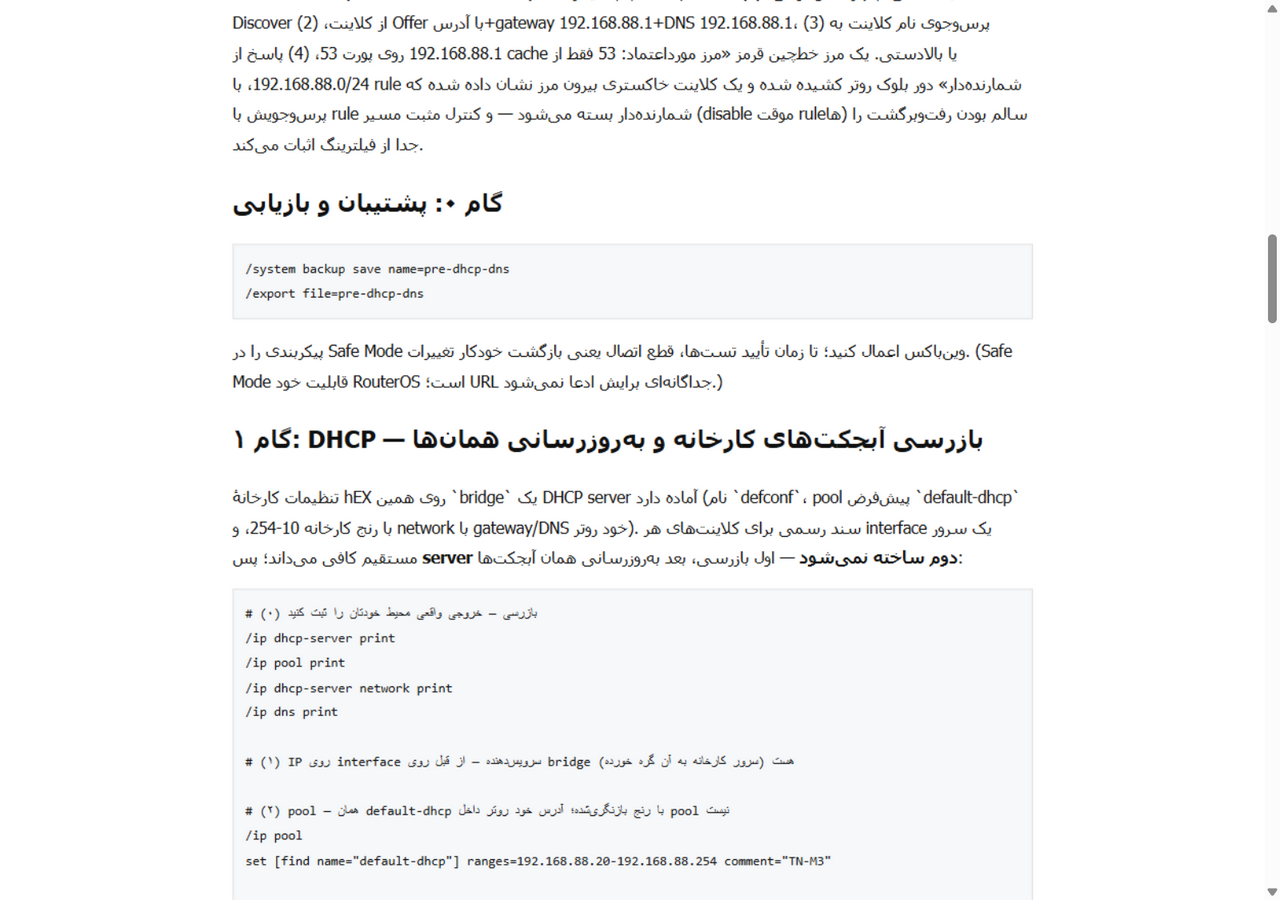 Discover از کلاینت، (2) Offer با آدرس+gateway 192.168.88.1+DNS 192.168.88.1، (3) پرس‌وجوی نام کلاینت به
192.168.88.1 روی پورت 53، (4) پاسخ از cache یا بالادستی. یک مرز خط‌چین قرمز «مرز مورداعتماد: 53 فقط از
192.168.88.0/24، با rule شمارنده‌دار» دور بلوک روتر کشیده شده و یک کلاینت خاکستری بیرون مرز نشان داده شده که
پرس‌وجویش با rule شمارنده‌دار بسته می‌شود — و کنترل مثبت مسیر (disable موقت ruleها) سالم بودن رفت‌وبرگشت را
جدا از فیلترینگ اثبات می‌کند.
گام ۰: پشتیبان و بازیابی
/system backup save name=pre-dhcp-dns
/export file=pre-dhcp-dns
پیکربندی را در Safe Mode وین‌باکس اعمال کنید؛ تا زمان تأیید تست‌ها، قطع اتصال یعنی بازگشت خودکار تغییرات. (Safe
Mode قابلیت خود RouterOS است؛ URL جداگانه‌ای برایش ادعا نمی‌شود.)
گام ۱: DHCP — بازرسی آبجکت‌های کارخانه و به‌روزرسانی همان‌ها
تنظیمات کارخانهٔ hEX روی همین `bridge` یک DHCP server آماده دارد (نام `defconf`، pool پیش‌فرض `default-dhcp`
با رنج کارخانه 10-254، و network با gateway/DNS خود روتر). سند رسمی برای کلاینت‌های هر interface یک سرور
مستقیم کافی می‌داند؛ پس server دوم ساخته نمی‌شود — اول بازرسی، بعد به‌روزرسانی همان آبجکت‌ها:
# (۰) بازرسی — خروجی واقعی محیط خودتان را ثبت کنید
/ip dhcp-server print
/ip pool print
/ip dhcp-server network print
/ip dns print
# (۱) IP روی interface سرویس‌دهنده — از قبل روی bridge هست (سرور کارخانه به آن گره خورده)
# (۲) pool — همان default-dhcp با رنج بازنگری‌شده؛ آدرس خود روتر داخل pool نیست
/ip pool
set [find name="default-dhcp"] ranges=192.168.88.20-192.168.88.254 comment="TN-M3"